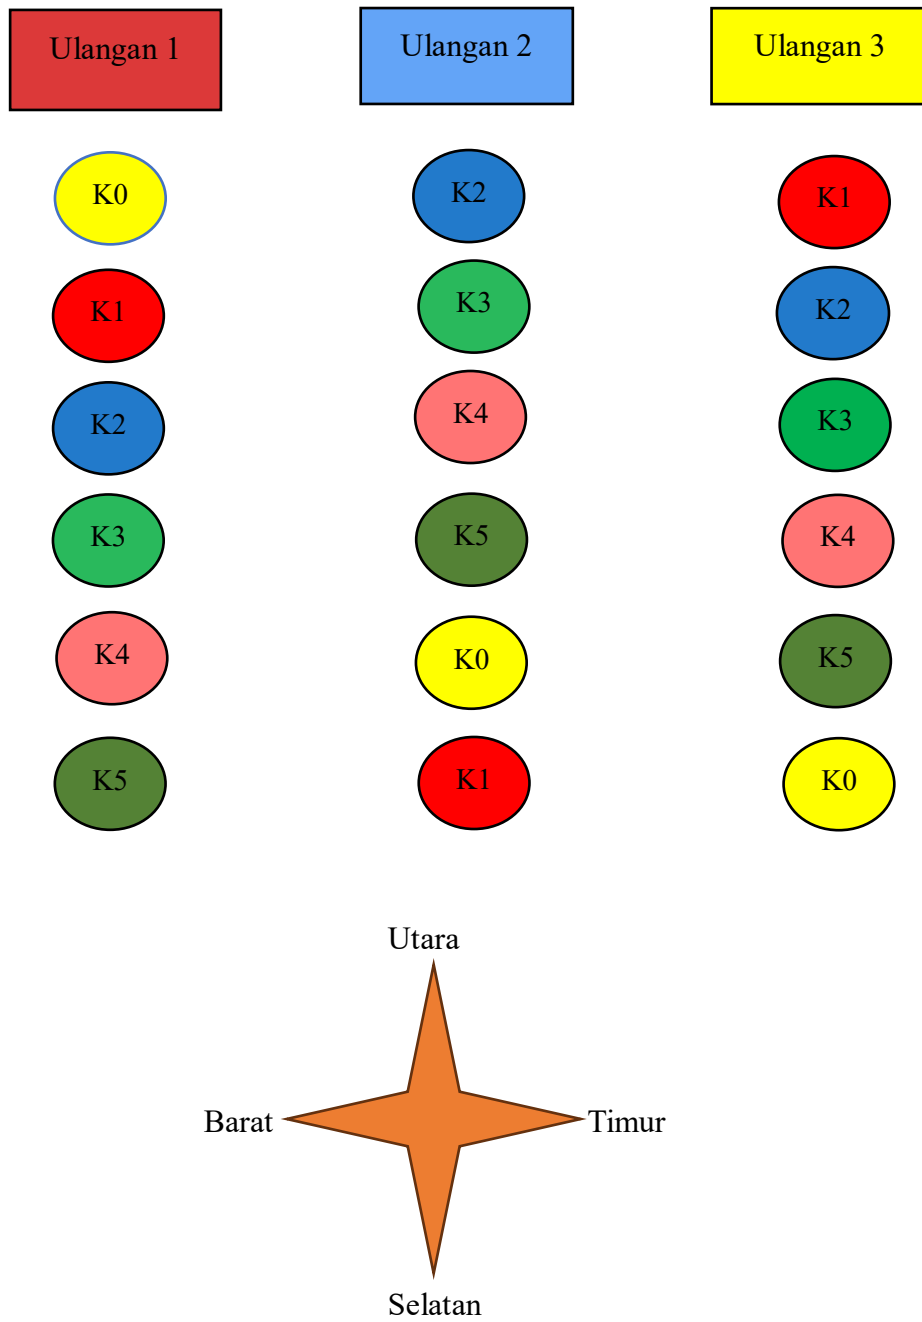 Ulangan 1
Ulangan 2
Ulangan 3
K0
K2
K1
K1
K3
K2
K2
K4
K3
K3
K5
K4
K4
K0
K5
K5
K1
K0
Utara
Barat
Timur
Selatan